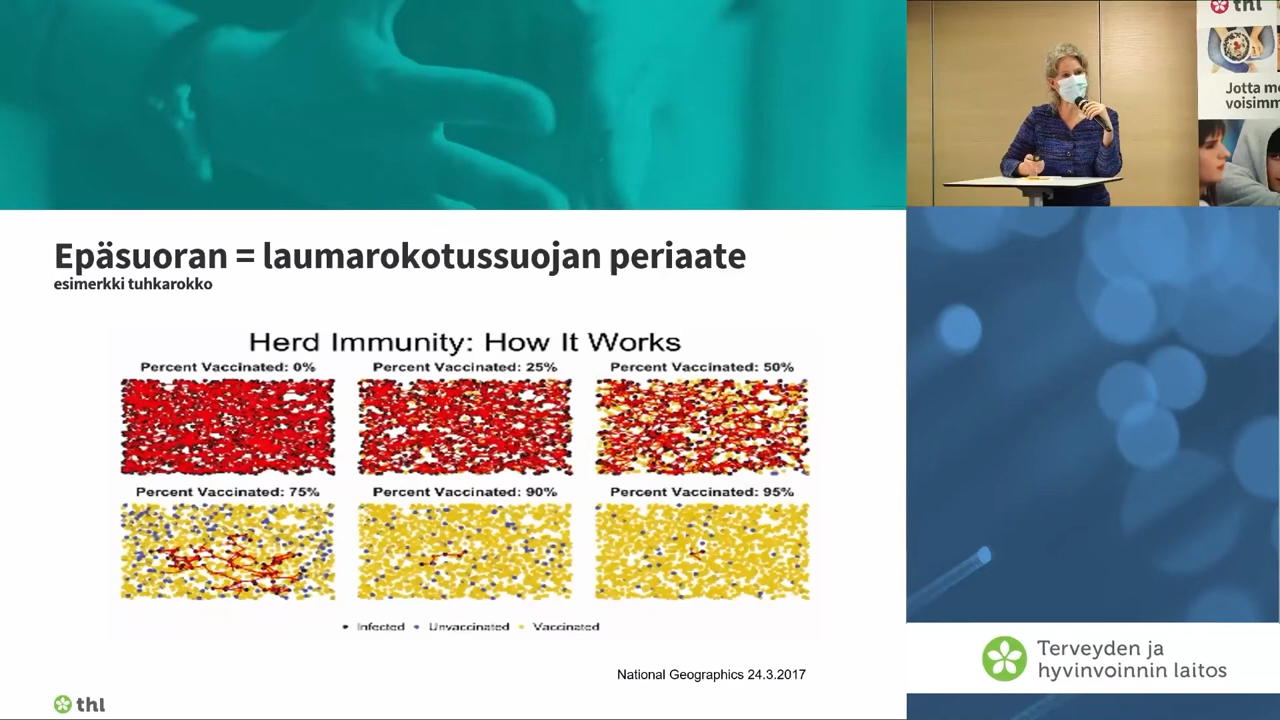 Epäsuoran = laumarokotussuojan periaate
esimerkki tuhkarokko
Herd Immunity: How It Works
Percent Vaccinated: 0%
Percent Vaccinated: 25%
Percent Vaccinated: 50%
Percent Vaccinated: 75%
Percent Vaccinated: 90%
Percent Vaccinated: 95%
Infected
Unvaccinated
Vaccinated
National Geographics 24.3.2017
thl
thl
Jotta
voisimm
Terveyden ja
hyvinvoinnin laitos